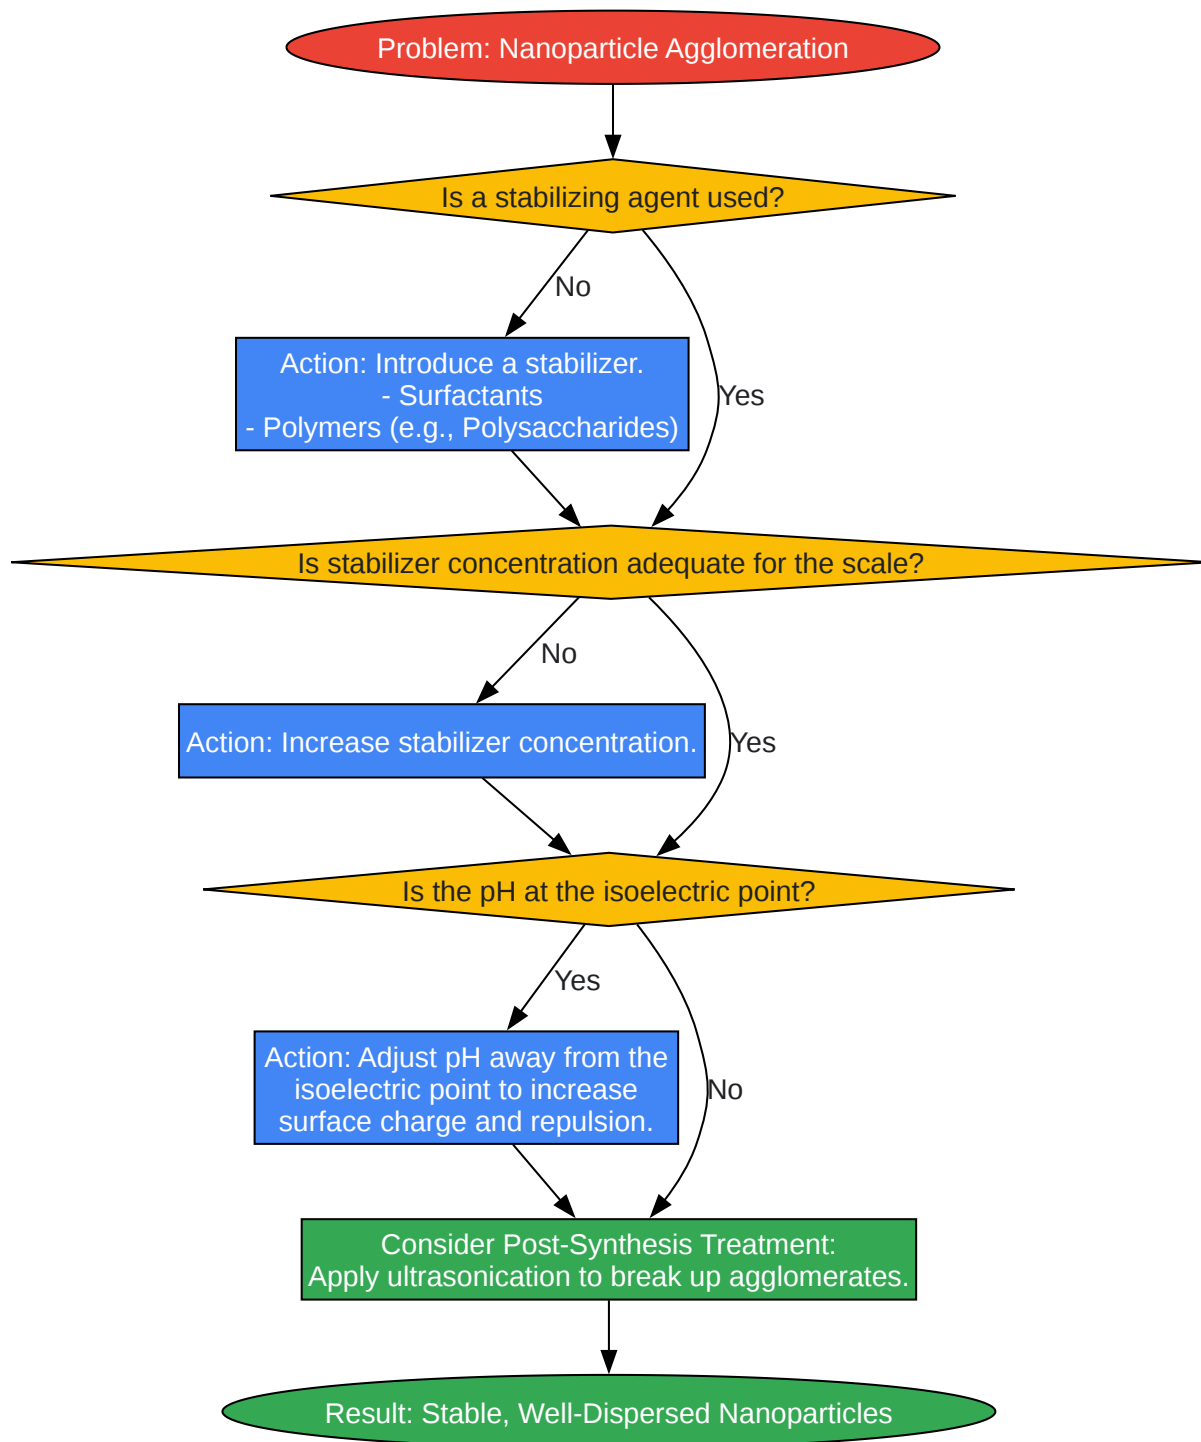 Problem: Nanoparticle Agglomeration
Is a stabilizing agent used?
No
Action: Introduce a stabilizer.
- Surfactants
- Polymers (e.g., Polysaccharides)
Yes
Is stabilizer concentration adequate for the scale?
No
Action: Increase stabilizer concentration.
Yes
Is the pH at the isoelectric point?
Yes
Action: Adjust pH away from the
isoelectric point to increase
surface charge and repulsion.
No
Consider Post-Synthesis Treatment:
Apply ultrasonication to break up agglomerates.
Result: Stable, Well-Dispersed Nanoparticles